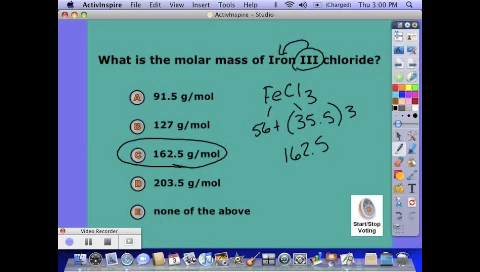 ActivInspire File Edit View Insert Tools Help (Charged) Thu 3:00 PM
ActivInspire - Studio
What is the molar mass of Iron III chloride?
FeCl3
A 91.5 g/mol
56 + (35.5)3
B 127 g/mol
162.5
C 162.5 g/mol
D 203.5 g/mol
E none of the above
Start/Stop
Voting
Video Recorder